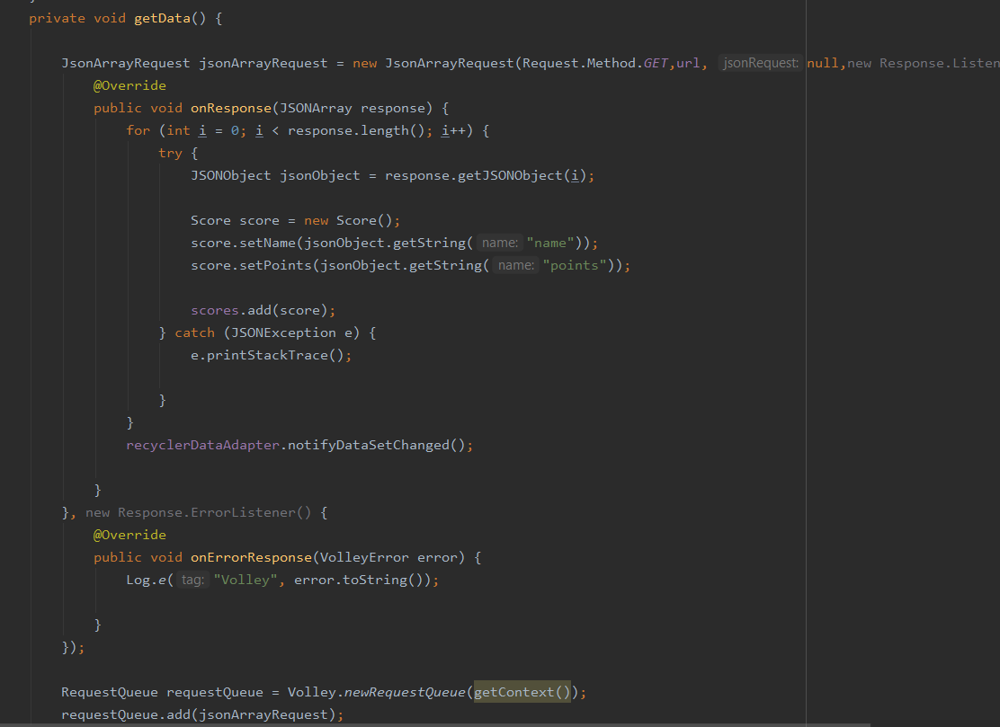 private void getData() {
JsonArrayRequest jsonArrayRequest = new JsonArrayRequest(Request.Method.GET,url, jsonRequest: null,new Response.Listen
@Override
public void onResponse(JSONArray response) {
for (int i = 0; i < response.length(); i++) {
try {
JSONObject jsonObject = response.getJSONObject(i);
Score score = new Score();
score.setName(jsonObject.getString( name: "name"));
score.setPoints(jsonObject.getString( name: "points"));
scores.add(score);
} catch (JSONException e) {
e.printStackTrace();
}
}
recyclerDataAdapter.notifyDataSetChanged();
}
}, new Response.ErrorListener() {
@Override
public void onErrorResponse(VolleyError error) {
Log.e( tag: "Volley", error.toString());
}
});
RequestQueue requestQueue = Volley.newRequestQueue(getContext());
requestQueue.add(jsonArrayRequest);